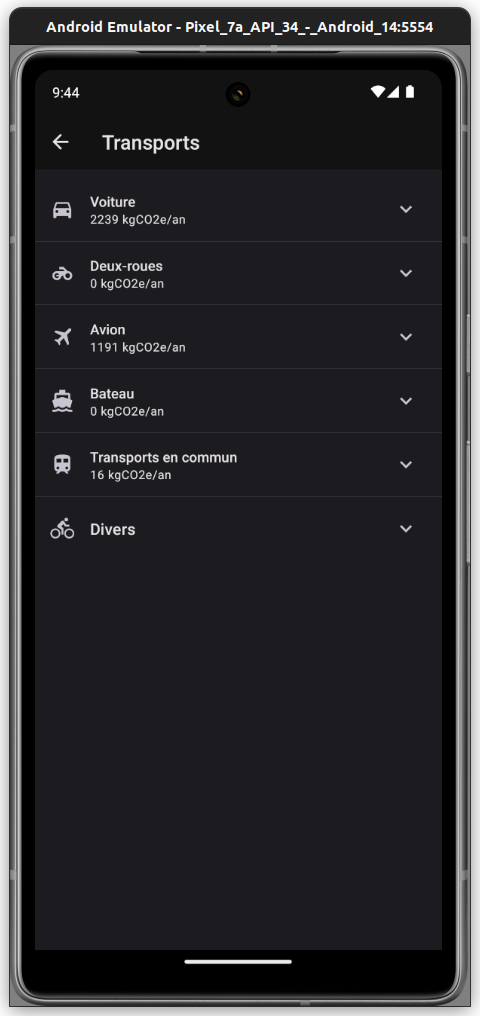 Android Emulator - Pixel_7a_API_34_-_Android_14:5554
9:44
Transports
Voiture
2239 kgCO2e/an
Deux-roues
0 kgCO2e/an
Avion
1191 kgCO2e/an
Bateau
0 kgCO2e/an
Transports en commun
16 kgCO2e/an
Divers